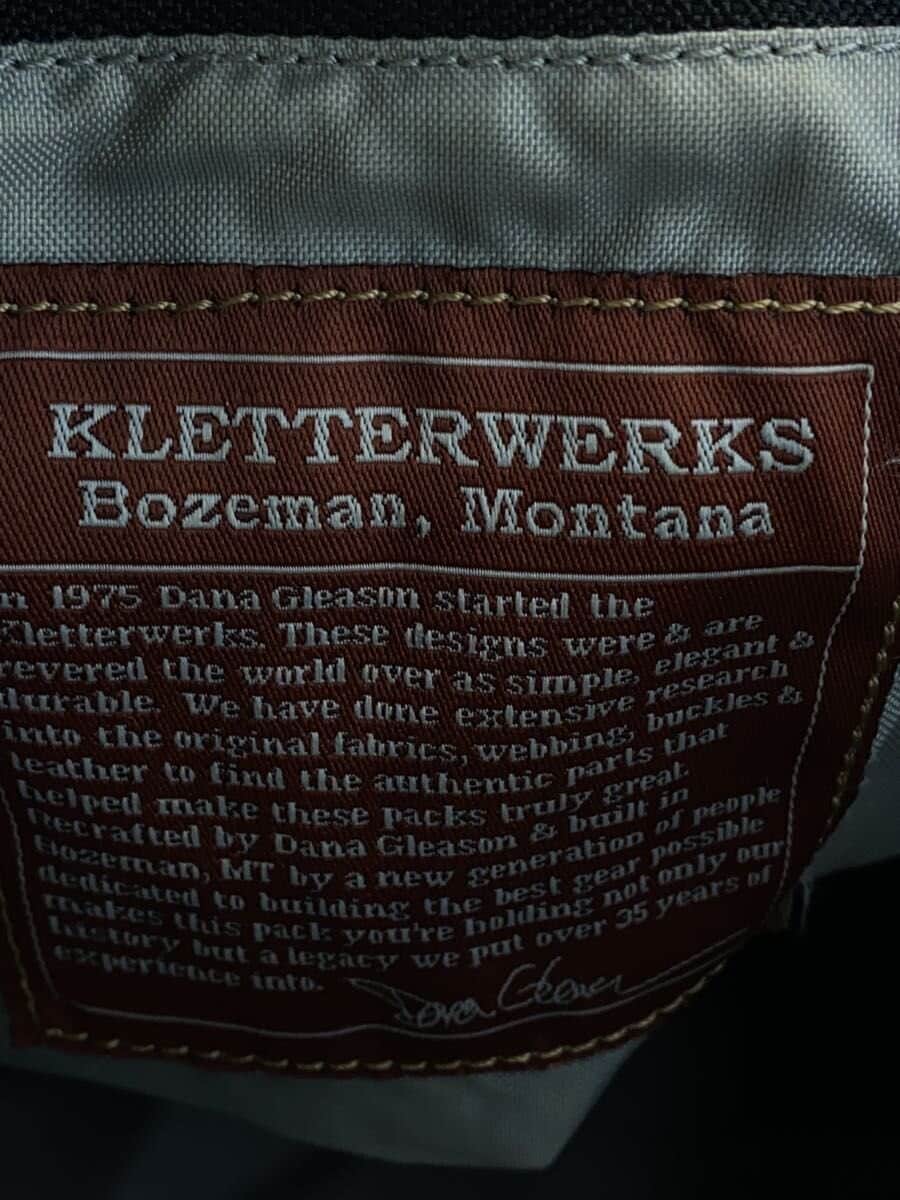 KLETTERWERKS
Bozeman, Montana
n 1975 Dana Gleason started the
Kletterwerks. These designs were & are
revered the world over as simple, elegant &
durable. We have done extensive research
into the original fabrics, webbing, buckles &
leather to find the authentic parts that
helped make these packs truly great.
Recrafted by Dana Gleason & built in
Bozeman, MT by a new generation of people
dedicated to building the best gear possible
makes this pack you're holding not only our
history but a legacy we put over 35 years of
experience into.
Dana Gleason